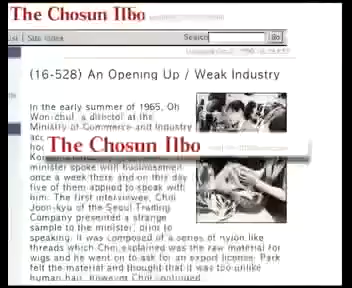 The Chosun Ilbo
List | Site Index
Search
Go
(16-528) An Opening Up / Weak Industry
In the early summer of 1965, Oh
Won-chul, a director at the
Ministry of Commerce and Industry
The Chosun Ilbo
minister spoke with businessmen
once a week there and on this day
five of them applied to speak with
him. The first interviewee, Choi
Joon-kyu of the Seoul Trading
Company presented a strange
sample to the minister, prior to
speaking. It was composed of a series of nylon like
threads which Choi explained was the raw material for
wigs and he went on to ask for an export license. Park
felt the material and thought that it was too unlike
human hair, however Choi continued